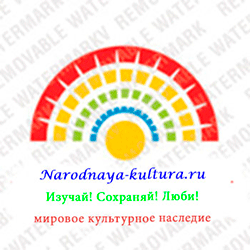 Narodnaya-kultura.ru
Изучай! Сохраняй! Люби!
мировое культурное наследие